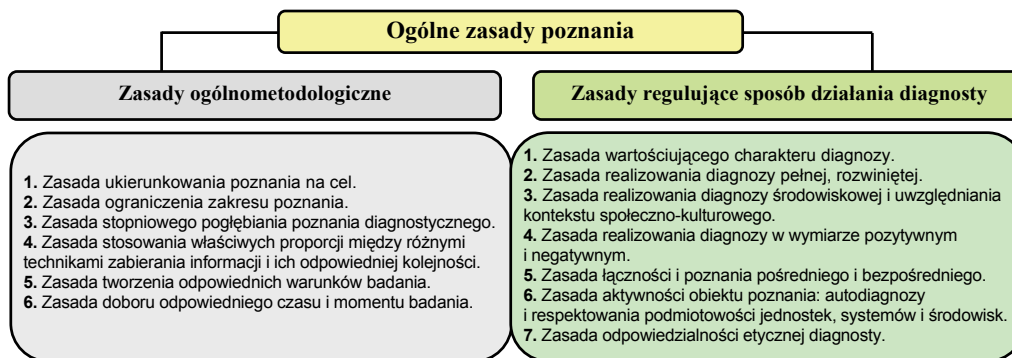 Ogólne zasady poznania
Zasady ogólnometodologiczne
1. Zasada ukierunkowania poznania na cel.
2. Zasada ograniczenia zakresu poznania.
3. Zasada stopniowego pogłębiania poznania diagnostycznego.
4. Zasada stosowania właściwych proporcji między różnymi
technikami zabierania informacji i ich odpowiedniej kolejności.
5. Zasada tworzenia odpowiednich warunków badania.
6. Zasada doboru odpowiedniego czasu i momentu badania.
Zasady regulujące sposób działania diagnosty
1. Zasada wartościującego charakteru diagnozy.
2. Zasada realizowania diagnozy pełnej, rozwiniętej.
3. Zasada realizowania diagnozy środowiskowej i uwzględniania
kontekstu społeczno-kulturowego.
4. Zasada realizowania diagnozy w wymiarze pozytywnym
i negatywnym.
5. Zasada łączności i poznania pośredniego i bezpośredniego.
6. Zasada aktywności obiektu poznania: autodiagnozy
i respektowania podmiotowości jednostek, systemów i środowisk.
7. Zasada odpowiedzialności etycznej diagnosty.